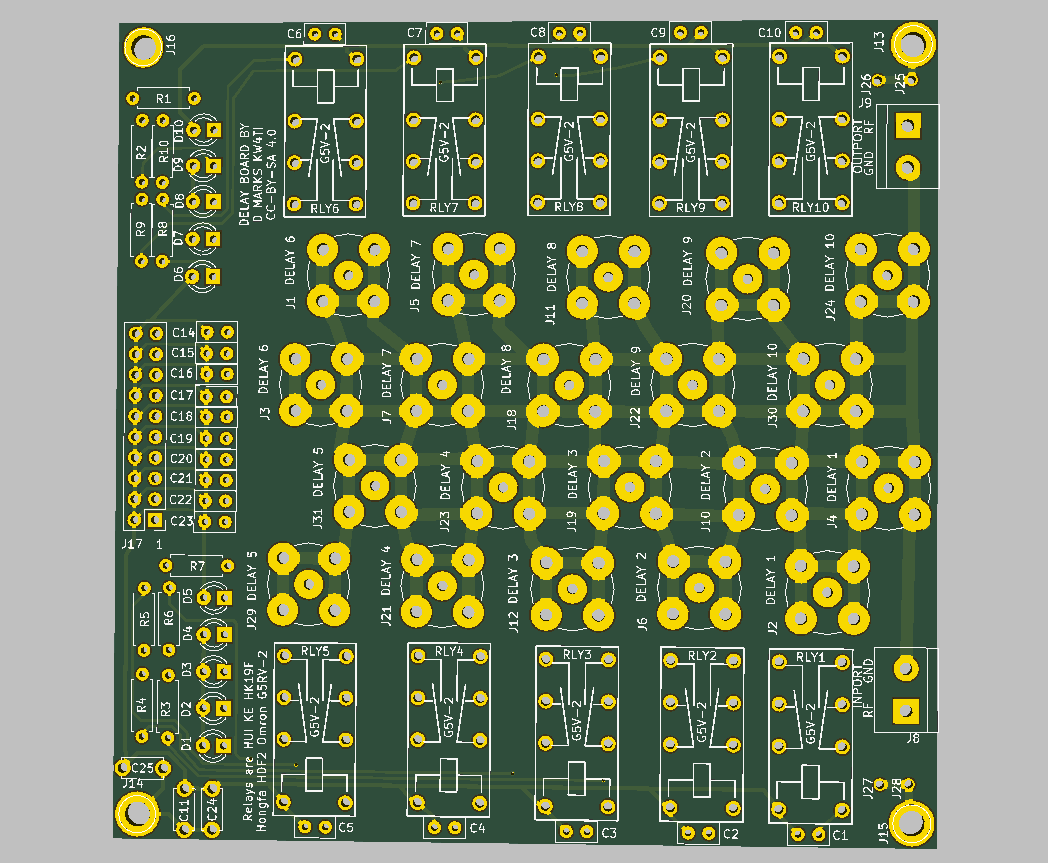 C6
C7
C8
C9
C10
J16
J13
J26
J25
J9
R1
R2
R10
D10
D9
D8
D7
D6
R9
R8
DELAY BOARD BY
D MARKS KW4TI
CC-BY-SA 4.0
G5V-2
RLY6
G5V-2
RLY7
G5V-2
RLY8
G5V-2
RLY9
G5V-2
RLY10
OUTPORT
GND RF
DELAY 6
J1
DELAY 7
J5
DELAY 8
J11
DELAY 9
J20
DELAY 10
J24
C14
C15
C16
C17
C18
C19
C20
C21
C22
C23
J17 1
DELAY 6
J3
DELAY 7
J7
DELAY 8
J18
DELAY 9
J22
DELAY 10
J30
DELAY 5
J31
DELAY 4
J23
DELAY 3
J19
DELAY 2
J10
DELAY 1
J4
DELAY 5
J29
DELAY 4
J21
DELAY 3
J12
DELAY 2
J6
DELAY 1
J2
R7
R5
R6
D5
D4
D3
D2
D1
R4
R3
C25
J14
C11
C24
Relays are HUI KE HK19F
Hongfa HDF2 Omron G5RV-2
RLY5
G5V-2
RLY4
G5V-2
RLY3
G5V-2
RLY2
G5V-2
RLY1
G5V-2
INPORT
RF GND
J8
J27
J28
J15
C5
C4
C3
C2
C1